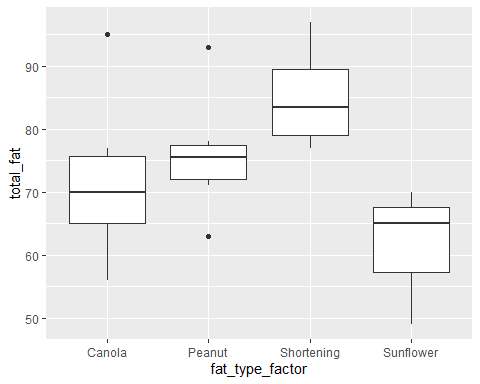 total_fat
90
80
70
60
50
Canola Peanut Shortening Sunflower
fat_type_factor